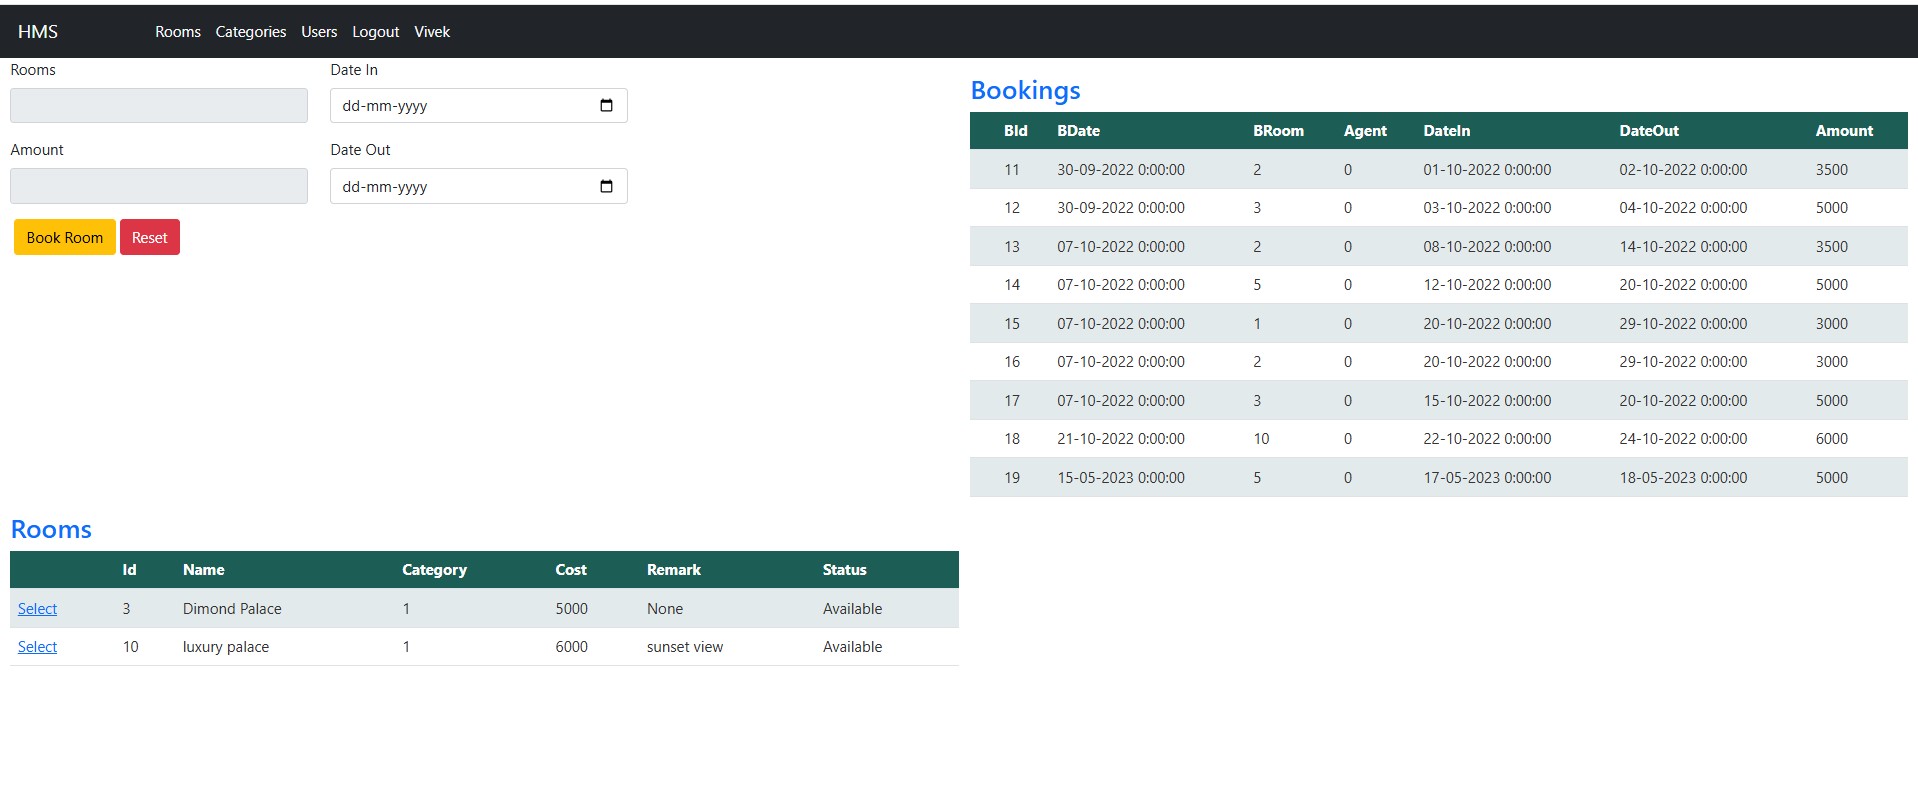 HMS Rooms Categories Users Logout Vivek
Rooms
Date In
dd-mm-yyyy
Amount
Date Out
dd-mm-yyyy
Book Room Reset
Bookings
BId BDate BRoom Agent DateIn DateOut Amount
11 30-09-2022 0:00:00 2 0 01-10-2022 0:00:00 02-10-2022 0:00:00 3500
12 30-09-2022 0:00:00 3 0 03-10-2022 0:00:00 04-10-2022 0:00:00 5000
13 07-10-2022 0:00:00 2 0 08-10-2022 0:00:00 14-10-2022 0:00:00 3500
14 07-10-2022 0:00:00 5 0 12-10-2022 0:00:00 20-10-2022 0:00:00 5000
15 07-10-2022 0:00:00 1 0 20-10-2022 0:00:00 29-10-2022 0:00:00 3000
16 07-10-2022 0:00:00 2 0 20-10-2022 0:00:00 29-10-2022 0:00:00 3000
17 07-10-2022 0:00:00 3 0 15-10-2022 0:00:00 20-10-2022 0:00:00 5000
18 21-10-2022 0:00:00 10 0 22-10-2022 0:00:00 24-10-2022 0:00:00 6000
19 15-05-2023 0:00:00 5 0 17-05-2023 0:00:00 18-05-2023 0:00:00 5000
Rooms
Id Name Category Cost Remark Status
Select 3 Dimond Palace 1 5000 None Available
Select 10 luxury palace 1 6000 sunset view Available